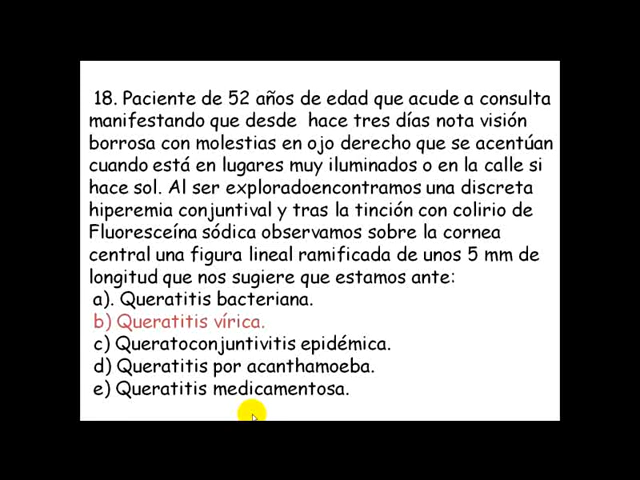 18. Paciente de 52 años de edad que acude a consulta
manifestando que desde hace tres días nota visión
borrosa con molestias en ojo derecho que se acentúan
cuando está en lugares muy iluminados o en la calle si
hace sol. Al ser exploradoencontramos una discreta
hiperemia conjuntival y tras la tinción con colirio de
Fluoresceína sódica observamos sobre la cornea
central una figura lineal ramificada de unos 5 mm de
longitud que nos sugiere que estamos ante:
a). Queratitis bacteriana.
b) Queratitis vírica.
c) Queratoconjuntivitis epidémica.
d) Queratitis por acanthamoeba.
e) Queratitis medicamentosa.